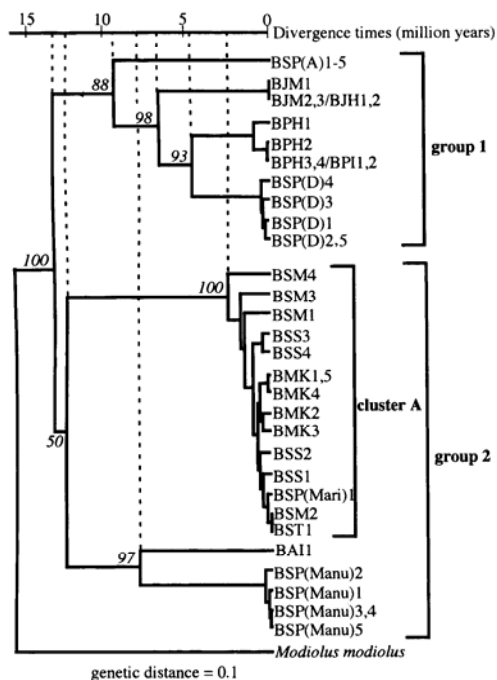 15 10 5 0 Divergence times (million years)
88 BSP(A)1-5
BJM1
98 BJM2,3/BJH1,2
BPH1
BPH2 group 1
93 BPH3,4/BPI1,2
BSP(D)4
BSP(D)3
BSP(D)1
BSP(D)2,5
100
100 BSM4
BSM3
BSM1
BSS3
BSS4
BMK1,5
BMK4 cluster A
BMK2
BMK3
50 BSS2 group 2
BSS1
BSP(Mari)1
BSM2
BST1
97 BAI1
BSP(Manu)2
BSP(Manu)1
BSP(Manu)3,4
BSP(Manu)5
Modiolus modiolus
genetic distance = 0.1